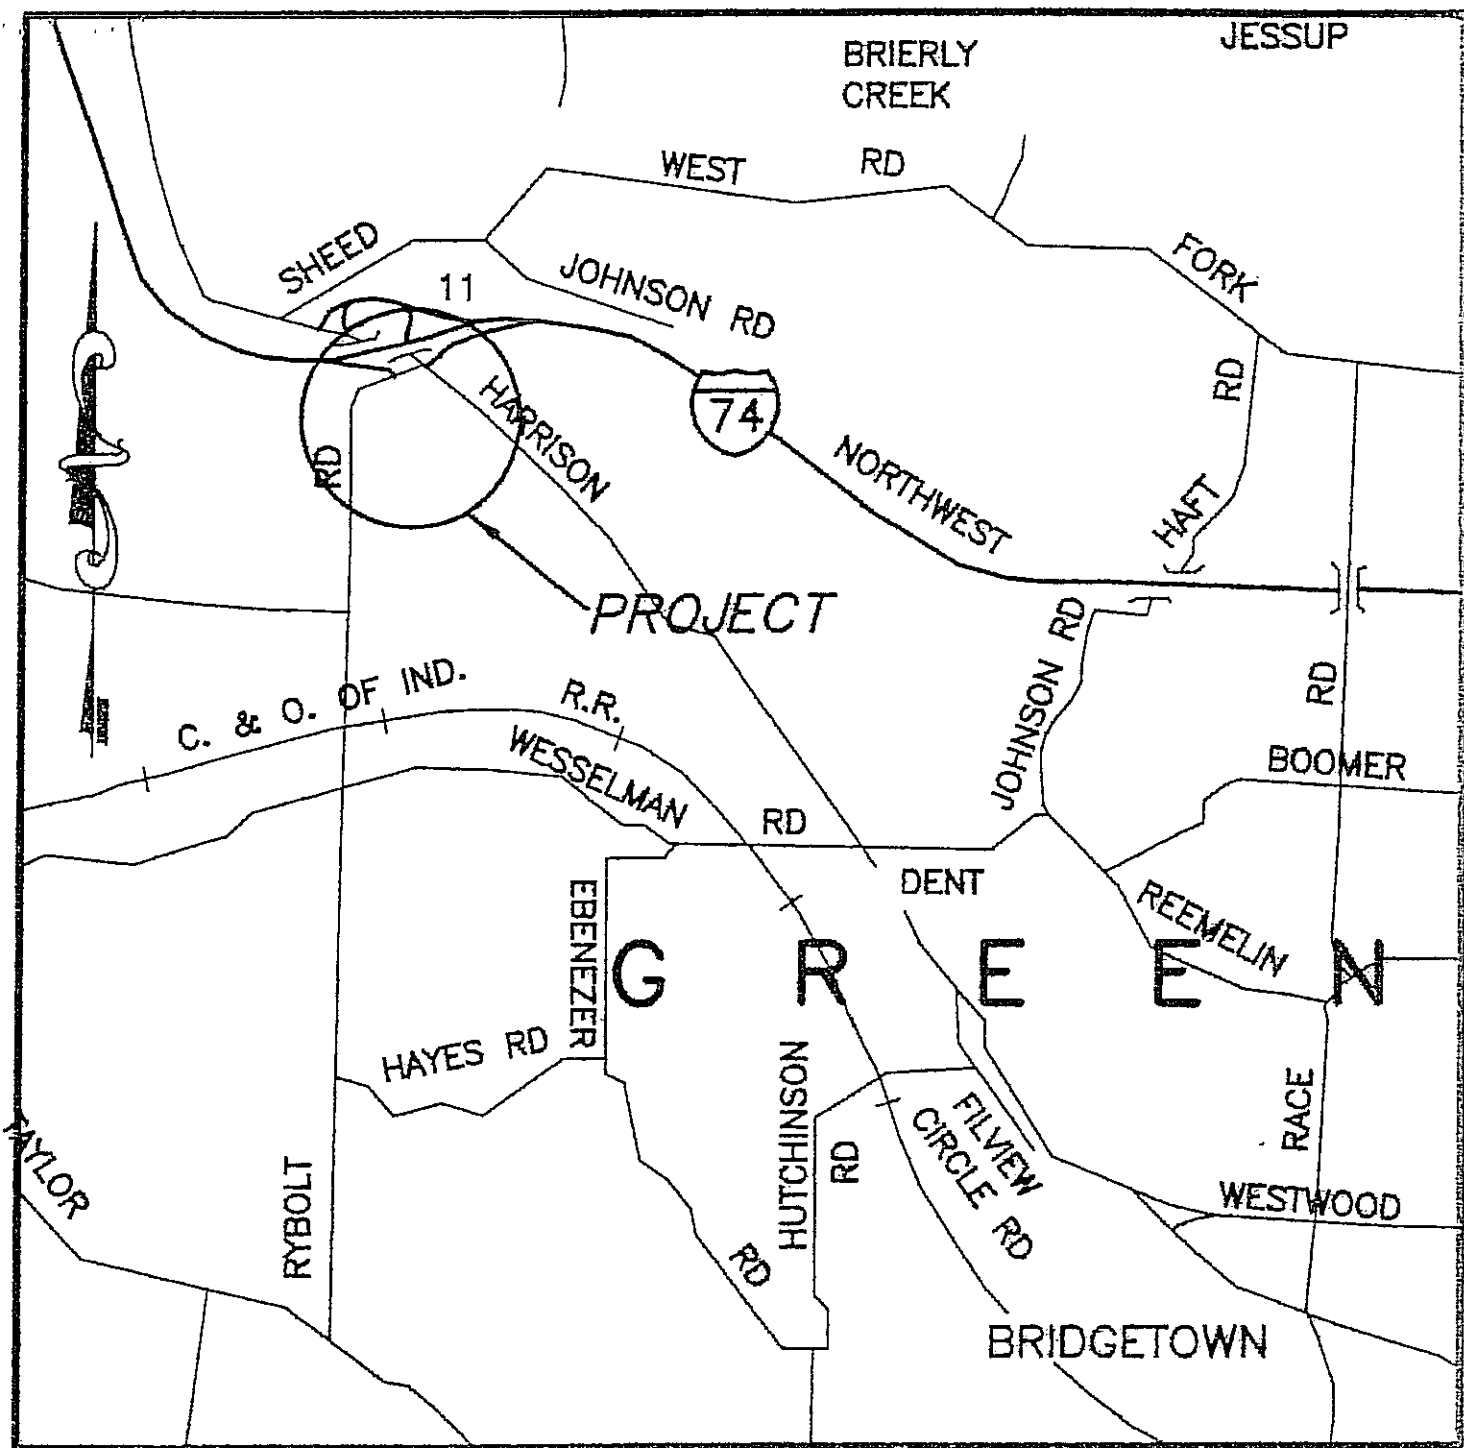 JESSUP
BRIERLY
CREEK
WEST RD
FORK
SHEED
11
JOHNSON RD
RD
HARRISON
74
RD
NORTHWEST
HAFT
PROJECT
JOHNSON RD
RD
C. & O. OF IND. R.R.
WESSELMAN RD
BOOMER
DENT
REEMELIN
EBENEZER
GREEN
HAYES RD
HUTCHINSON
RD
FILVIEW
CIRCLE RD
RACE
TAYLOR
RYBOLT
WESTWOOD
RD
BRIDGETOWN